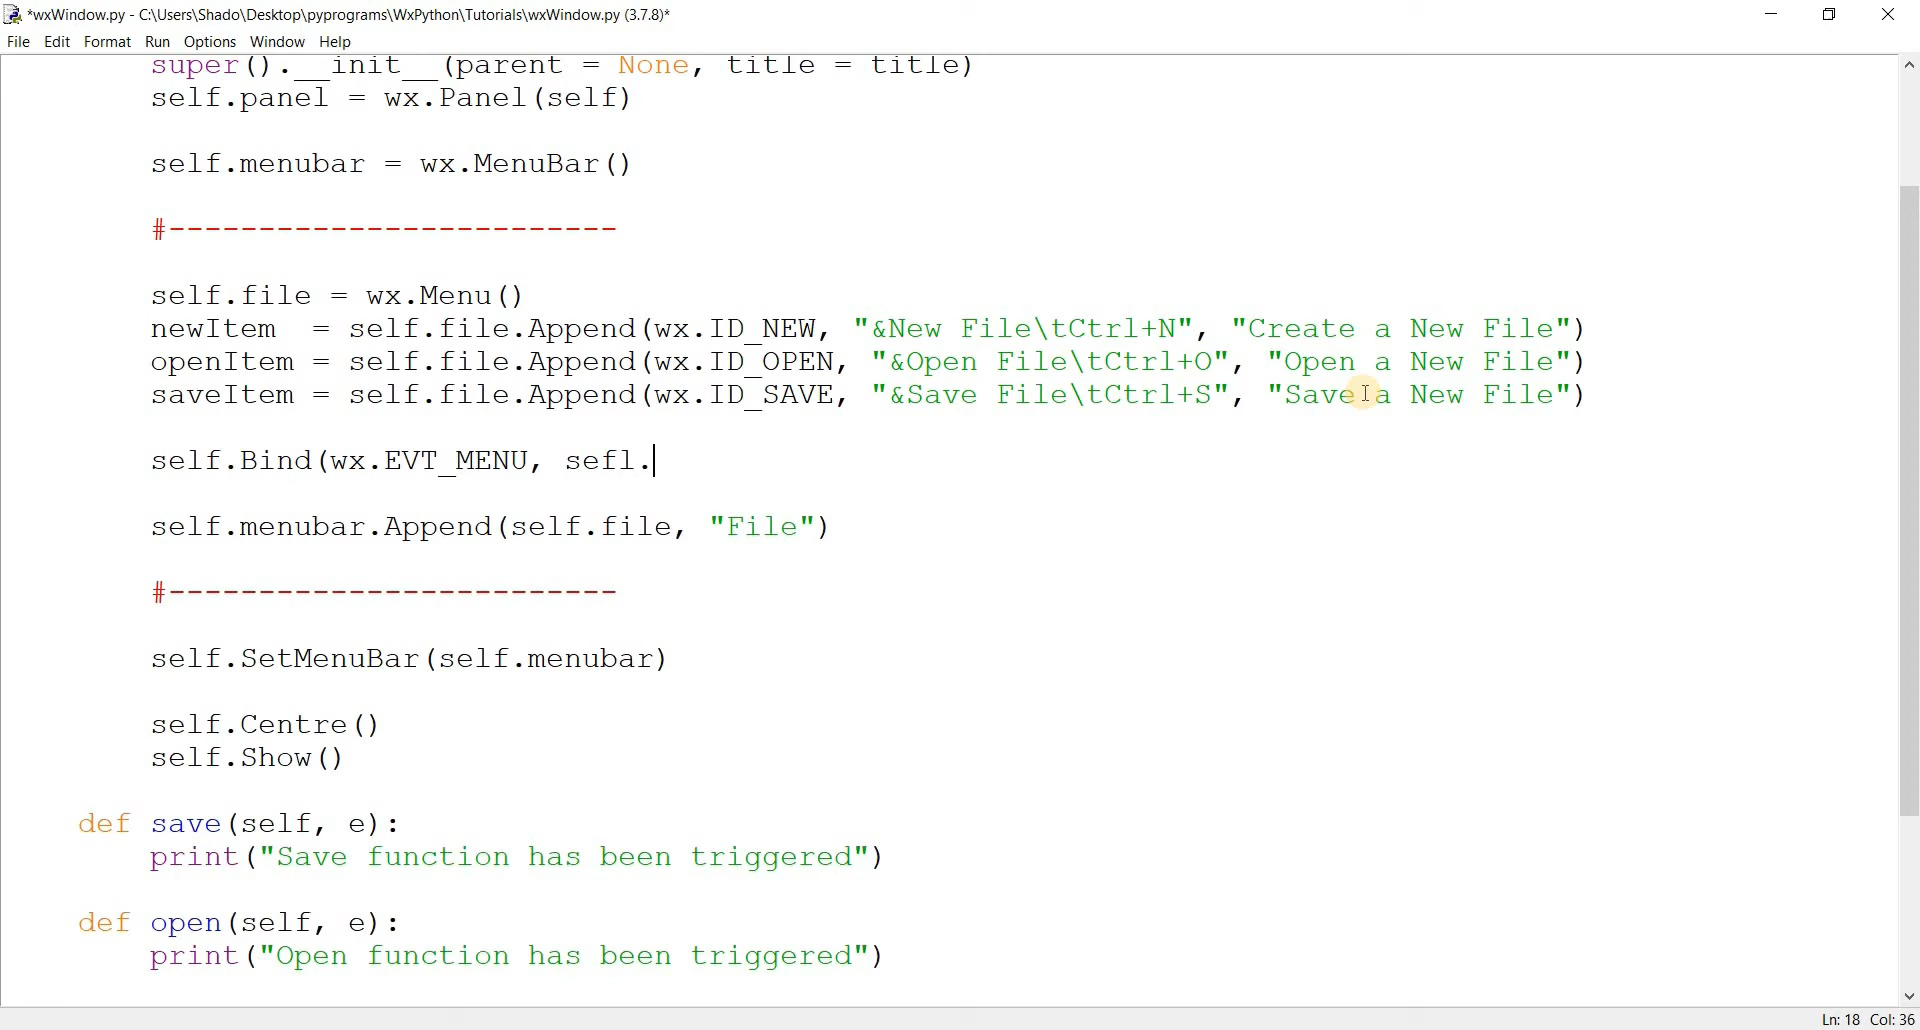 *wxWindow.py - C:\Users\Shado\Desktop\pyprograms\WxPython\Tutorials\wxWindow.py (3.7.8)*
File Edit Format Run Options Window Help
super().__init__(parent = None, title = title)
self.panel = wx.Panel(self)
self.menubar = wx.MenuBar()
#-------------------------
self.file = wx.Menu()
newItem  = self.file.Append(wx.ID_NEW, "&New File\tCtrl+N", "Create a New File")
openItem = self.file.Append(wx.ID_OPEN, "&Open File\tCtrl+O", "Open a New File")
saveItem = self.file.Append(wx.ID_SAVE, "&Save File\tCtrl+S", "Save a New File")
self.Bind(wx.EVT_MENU, sefl.
self.menubar.Append(self.file, "File")
#-------------------------
self.SetMenuBar(self.menubar)
self.Centre()
self.Show()
def save(self, e):
print("Save function has been triggered")
def open(self, e):
print("Open function has been triggered")
Ln: 18 Col: 36